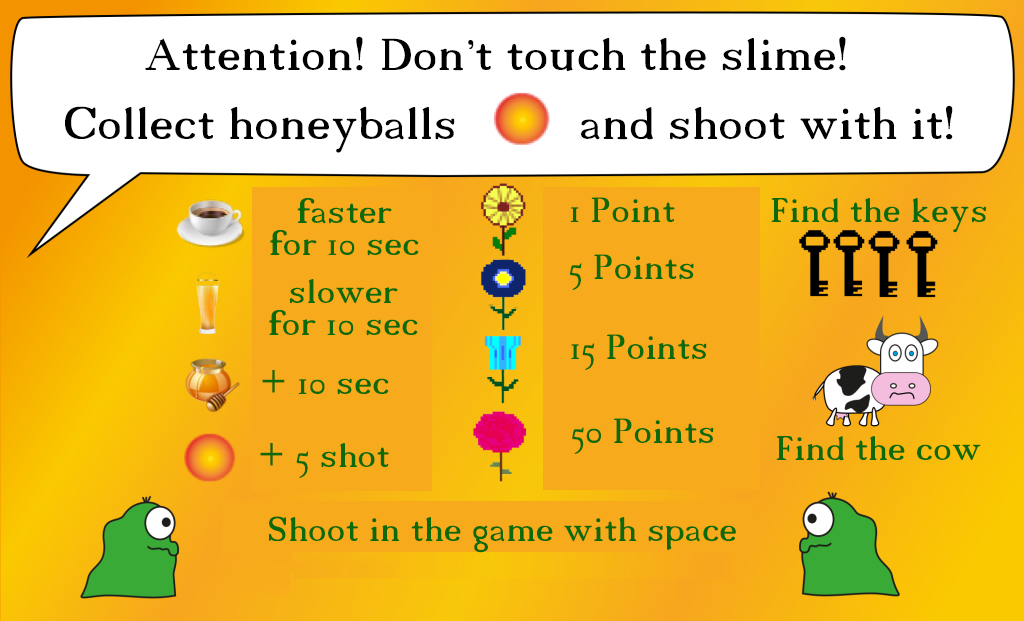 Attention! Don't touch the slime!
Collect honeyballs and shoot with it!
faster
for 10 sec
slower
for 10 sec
+ 10 sec
+ 5 shot
1 Point
5 Points
15 Points
50 Points
Find the keys
Find the cow
Shoot in the game with space